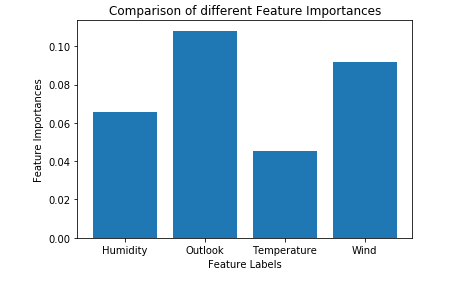 Comparison of different Feature Importances
Feature Importances
0.10
0.08
0.06
0.04
0.02
0.00
Humidity Outlook Temperature Wind
Feature Labels